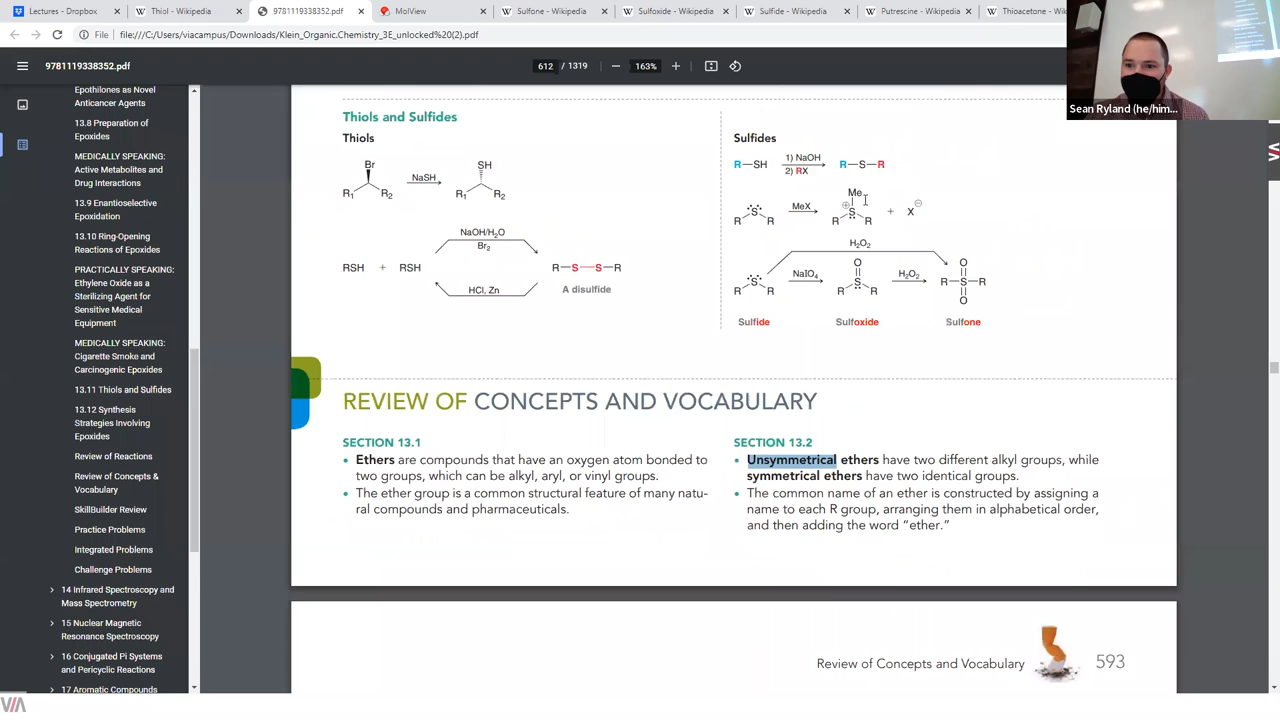 Lectures - Dropbox
Thiol - Wikipedia
9781119338352.pdf
MolView
Sulfone - Wikipedia
Sulfoxide - Wikipedia
Sulfide - Wikipedia
Putrescine - Wikipedia
Thioacetone - Wiki
File
file:///C:/Users/viacampus/Downloads/Klein_Organic.Chemistry_3E_unlocked%20(2).pdf
9781119338352.pdf
612 / 1319
163%
Sean Ryland (he/him...
Epothilones as Novel
Anticancer Agents
13.8 Preparation of
Epoxides
MEDICALLY SPEAKING:
Active Metabolites and
Drug Interactions
13.9 Enantioselective
Epoxidation
13.10 Ring-Opening
Reactions of Epoxides
PRACTICALLY SPEAKING:
Ethylene Oxide as a
Sterilizing Agent for
Sensitive Medical
Equipment
MEDICALLY SPEAKING:
Cigarette Smoke and
Carcinogenic Epoxides
13.11 Thiols and Sulfides
13.12 Synthesis
Strategies Involving
Epoxides
Review of Reactions
Review of Concepts &
Vocabulary
SkillBuilder Review
Practice Problems
Integrated Problems
Challenge Problems
14 Infrared Spectroscopy and
Mass Spectrometry
15 Nuclear Magnetic
Resonance Spectroscopy
16 Conjugated Pi Systems
and Pericyclic Reactions
17 Aromatic Compounds
Thiols and Sulfides
Thiols
Br
R1 R2
NaSH
SH
R1 R2
RSH + RSH
NaOH/H2O
Br2
HCl, Zn
R—S—S—R
A disulfide
Sulfides
R—SH
1) NaOH
2) RX
R—S—R
R S R
MeX
Me
⊕
R S R
+ X ⊖
H2O2
R S R
NaIO4
O
R S R
H2O2
O
R—S—R
O
Sulfide
Sulfoxide
Sulfone
REVIEW OF CONCEPTS AND VOCABULARY
SECTION 13.1
• Ethers are compounds that have an oxygen atom bonded to
two groups, which can be alkyl, aryl, or vinyl groups.
• The ether group is a common structural feature of many natu-
ral compounds and pharmaceuticals.
SECTION 13.2
• Unsymmetrical ethers have two different alkyl groups, while
symmetrical ethers have two identical groups.
• The common name of an ether is constructed by assigning a
name to each R group, arranging them in alphabetical order,
and then adding the word “ether.”
Review of Concepts and Vocabulary
593
VIA